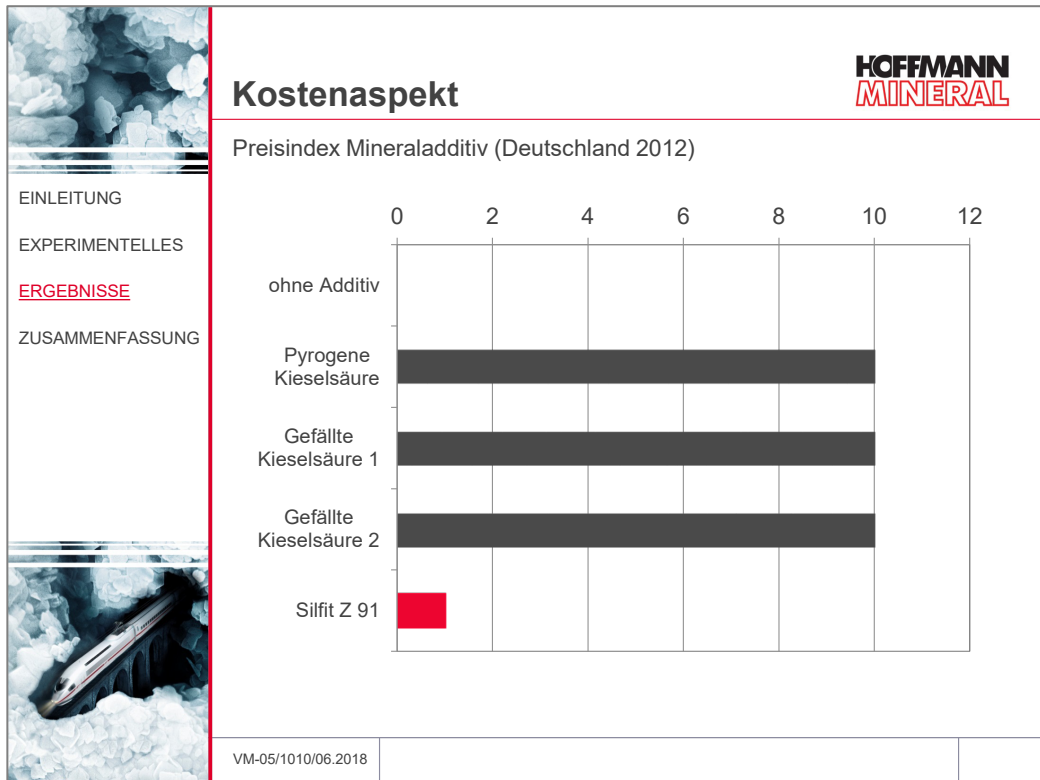 Kostenaspekt
HOFFMANN
MINERAL
Preisindex Mineraladditiv (Deutschland 2012)
EINLEITUNG
EXPERIMENTELLES
ERGEBNISSE
ZUSAMMENFASSUNG
0 2 4 6 8 10 12
ohne Additiv
Pyrogene
Kieselsäure
Gefällte
Kieselsäure 1
Gefällte
Kieselsäure 2
Silfit Z 91
VM-05/1010/06.2018